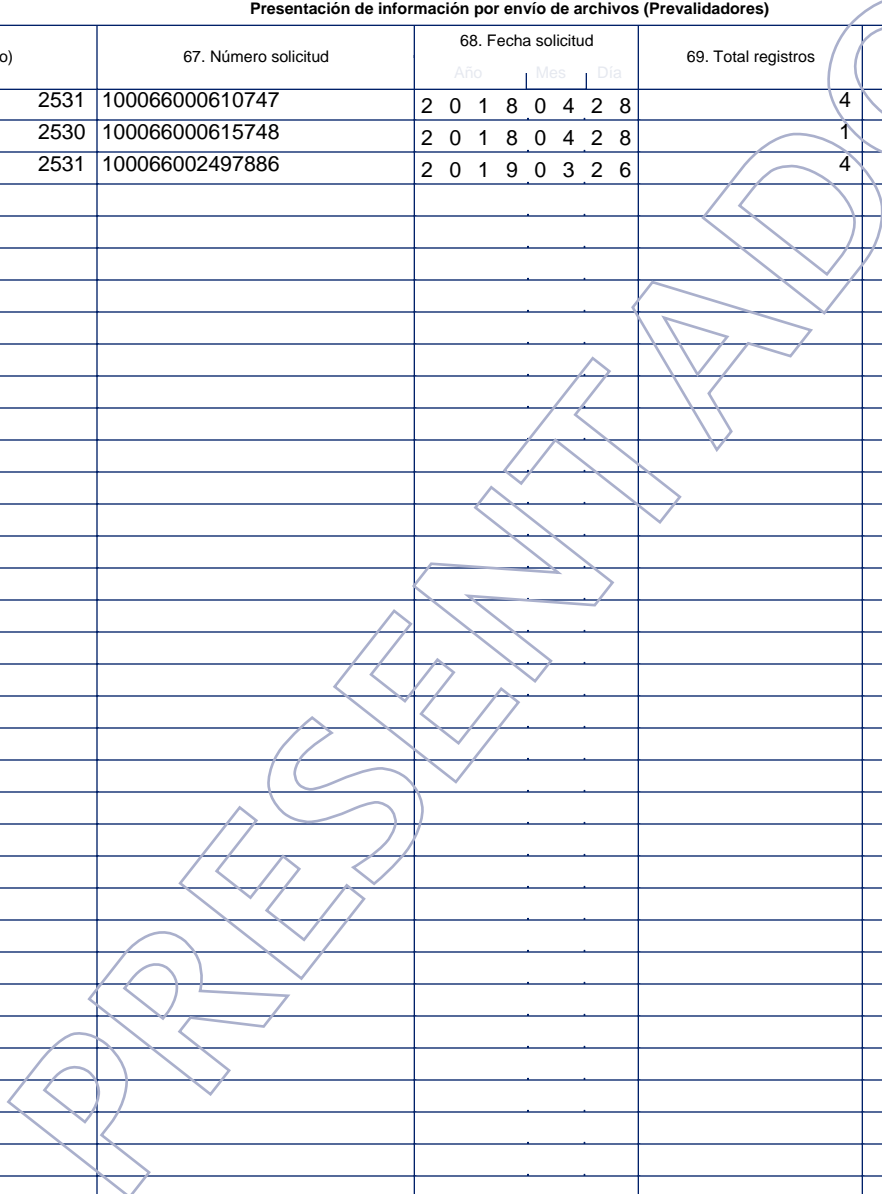 Presentación de información por envío de archivos (Prevalidadores)
o) 67. Número solicitud 68. Fecha solicitud 69. Total registros
Año Mes Día
2531 100066000610747 2 0 1 8 0 4 2 8 4
2530 100066000615748 2 0 1 8 0 4 2 8 1
2531 100066002497886 2 0 1 9 0 3 2 6 4
PRESENTADO